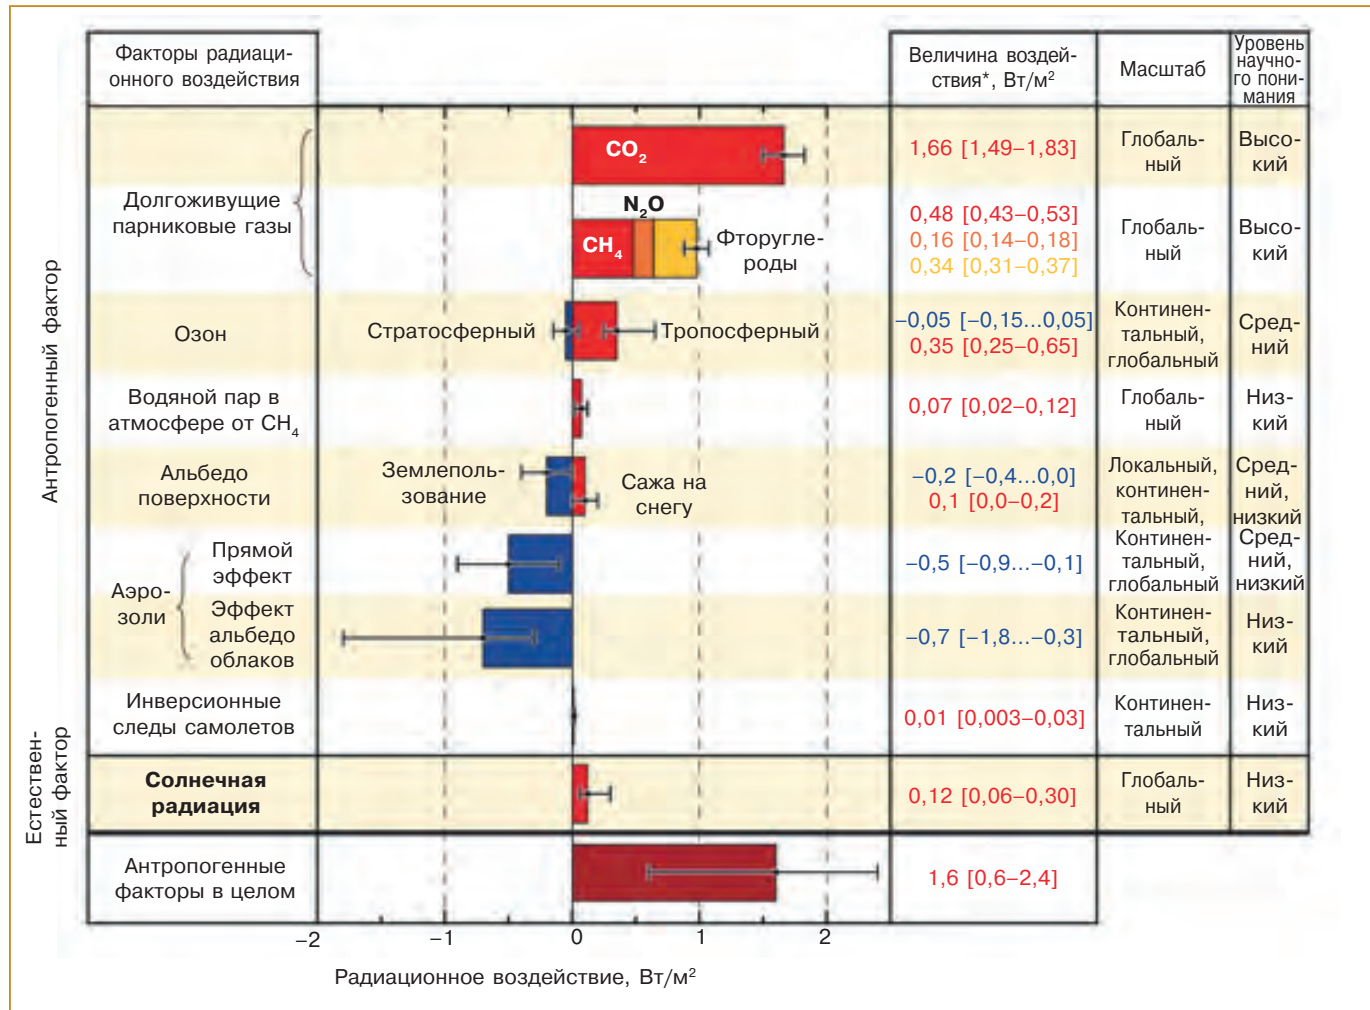 Факторы радиаци-
онного воздействия
Величина воздей-
ствия*, Вт/м²
Масштаб
Уровень
научно-
го пони-
мания
Антропогенный фактор
Долгоживущие
парниковые газы
CO₂
1,66 [1,49–1,83]
Глобаль-
ный
Высо-
кий
N₂O
CH₄
Фторугле-
роды
0,48 [0,43–0,53]
0,16 [0,14–0,18]
0,34 [0,31–0,37]
Глобаль-
ный
Высо-
кий
Озон
Стратосферный
Тропосферный
−0,05 [−0,15...0,05]
0,35 [0,25–0,65]
Континен-
тальный,
глобальный
Сред-
ний
Водяной пар в
атмосфере от CH₄
0,07 [0,02–0,12]
Глобаль-
ный
Низ-
кий
Альбедо
поверхности
Землеполь-
зование
Сажа на
снегу
−0,2 [−0,4...0,0]
0,1 [0,0–0,2]
Локальный,
континен-
тальный,
Сред-
ний,
низкий
Аэро-
золи
Прямой
эффект
−0,5 [−0,9...−0,1]
Континен-
тальный,
глобальный
Сред-
ний,
низкий
Эффект
альбедо
облаков
−0,7 [−1,8...−0,3]
Континен-
тальный,
глобальный
Низ-
кий
Инверсионные
следы самолетов
0,01 [0,003–0,03]
Континен-
тальный
Низ-
кий
Естествен-
ный фактор
Солнечная
радиация
0,12 [0,06–0,30]
Глобаль-
ный
Низ-
кий
Антропогенные
факторы в целом
1,6 [0,6–2,4]
−2 −1 0 1 2
Радиационное воздействие, Вт/м²